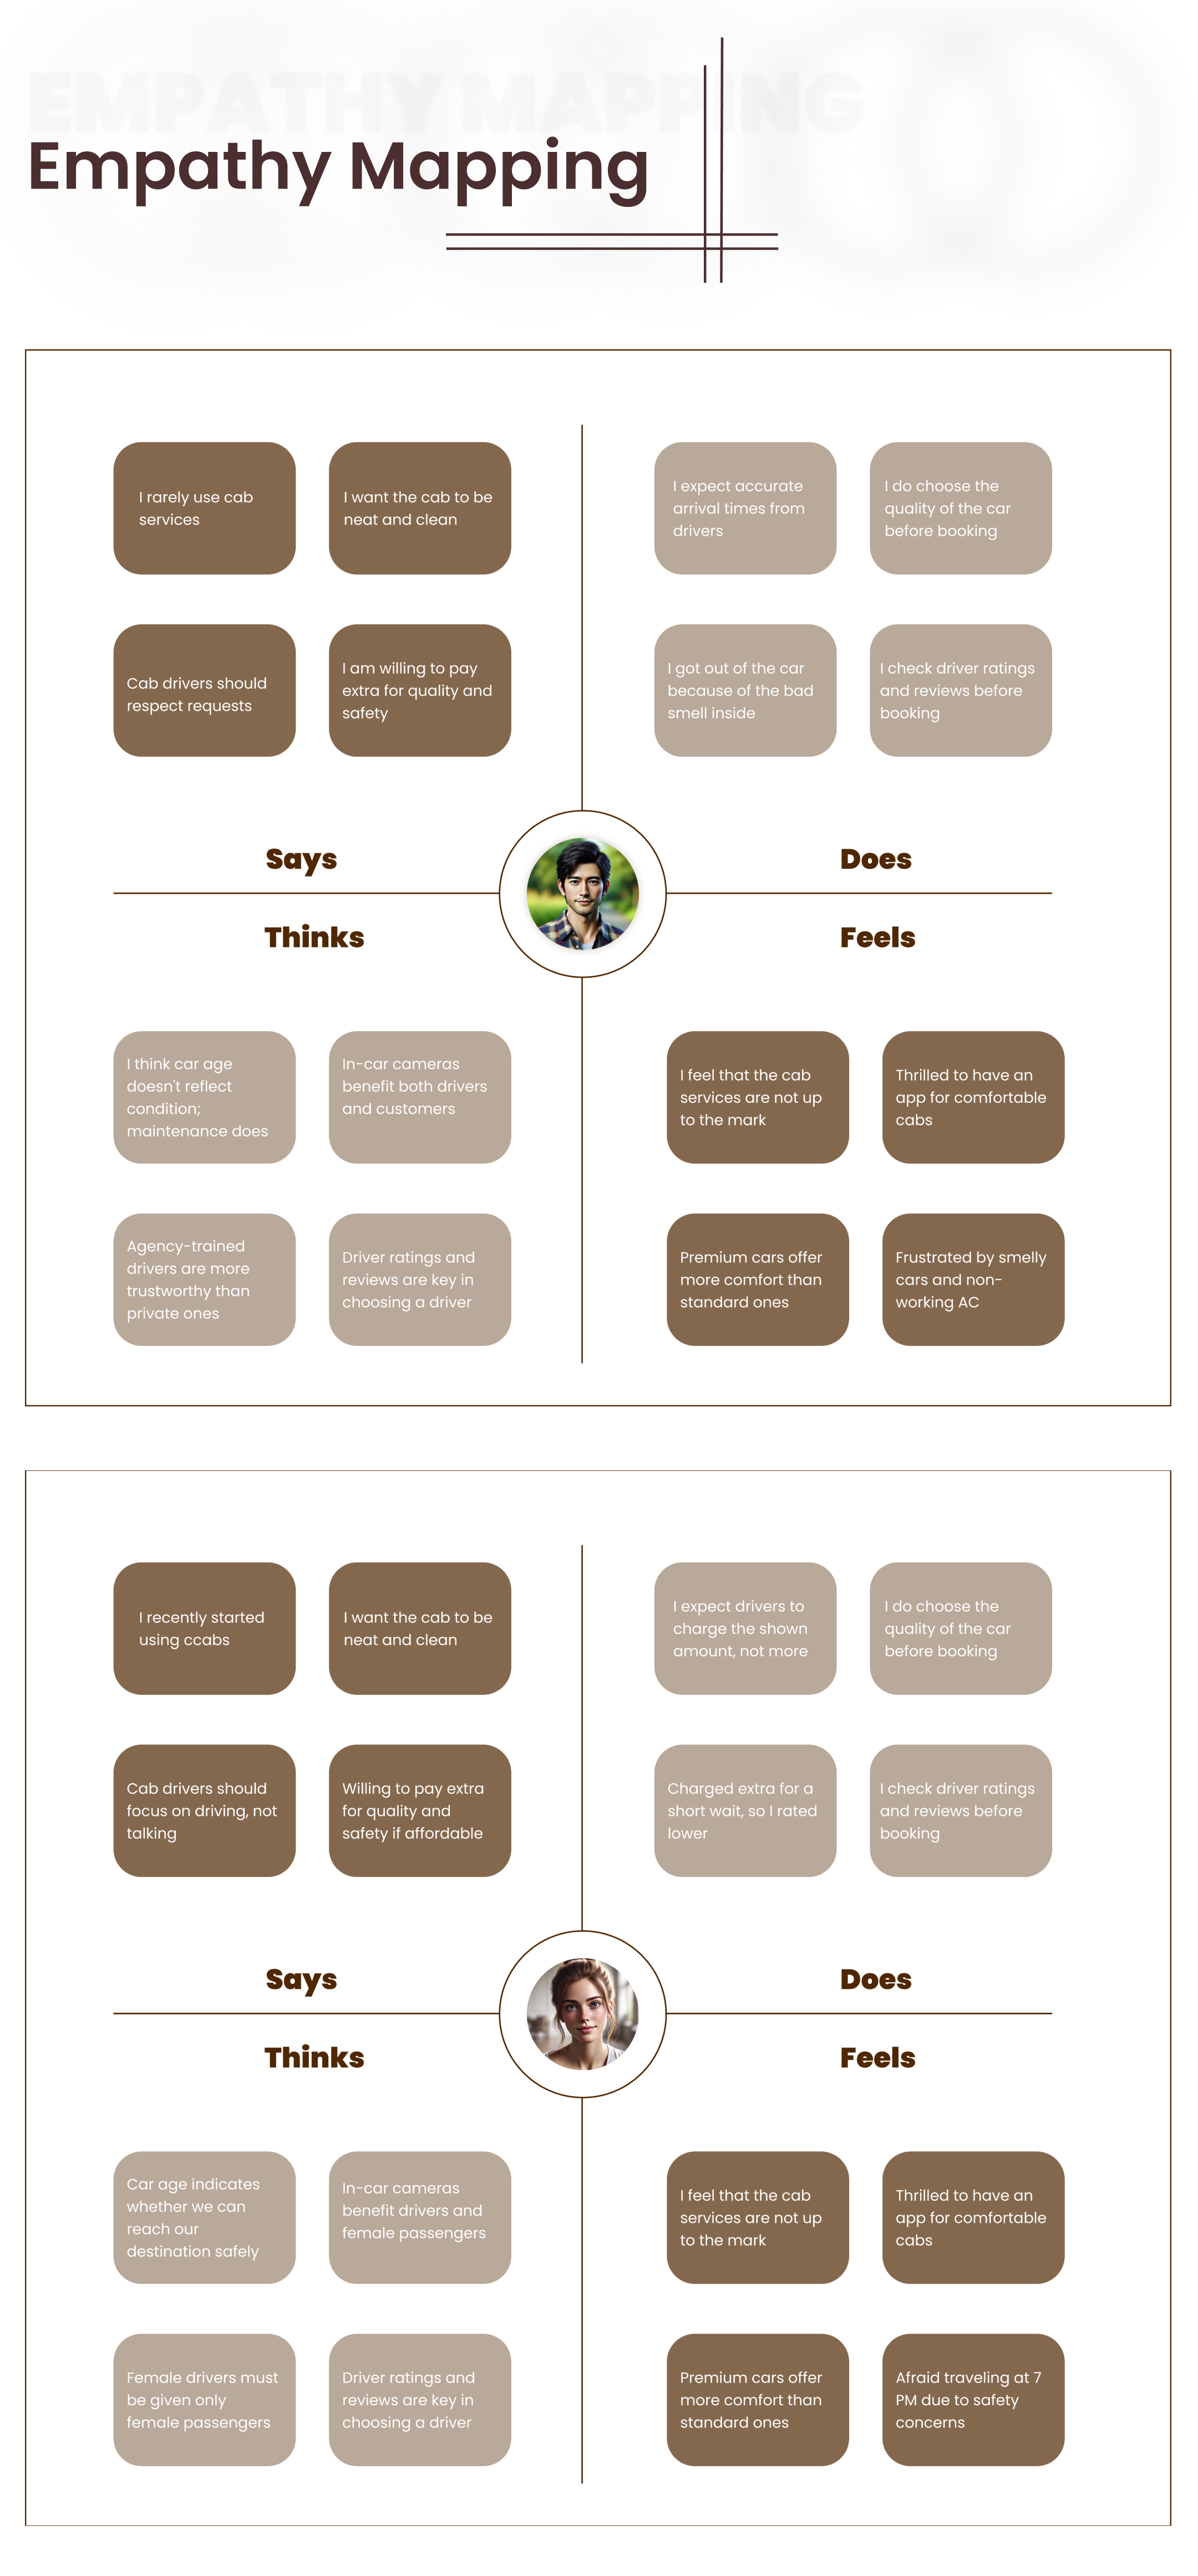 EMPATHY MAPPING
Empathy Mapping
I rarely use cab
services
I want the cab to be
neat and clean
I expect accurate
arrival times from
drivers
I do choose the
quality of the car
before booking
Cab drivers should
respect requests
I am willing to pay
extra for quality and
safety
I got out of the car
because of the bad
smell inside
I check driver ratings
and reviews before
booking
Says
Does
Thinks
Feels
I think car age
doesn't reflect
condition;
maintenance does
In-car cameras
benefit both drivers
and customers
I feel that the cab
services are not up
to the mark
Thrilled to have an
app for comfortable
cabs
Agency-trained
drivers are more
trustworthy than
private ones
Driver ratings and
reviews are key in
choosing a driver
Premium cars offer
more comfort than
standard ones
Frustrated by smelly
cars and non-
working AC
I recently started
using ccabs
I want the cab to be
neat and clean
I expect drivers to
charge the shown
amount, not more
I do choose the
quality of the car
before booking
Cab drivers should
focus on driving, not
talking
Willing to pay extra
for quality and
safety if affordable
Charged extra for a
short wait, so I rated
lower
I check driver ratings
and reviews before
booking
Says
Does
Thinks
Feels
Car age indicates
whether we can
reach our
destination safely
In-car cameras
benefit drivers and
female passengers
I feel that the cab
services are not up
to the mark
Thrilled to have an
app for comfortable
cabs
Female drivers must
be given only
female passengers
Driver ratings and
reviews are key in
choosing a driver
Premium cars offer
more comfort than
standard ones
Afraid traveling at 7
PM due to safety
concerns